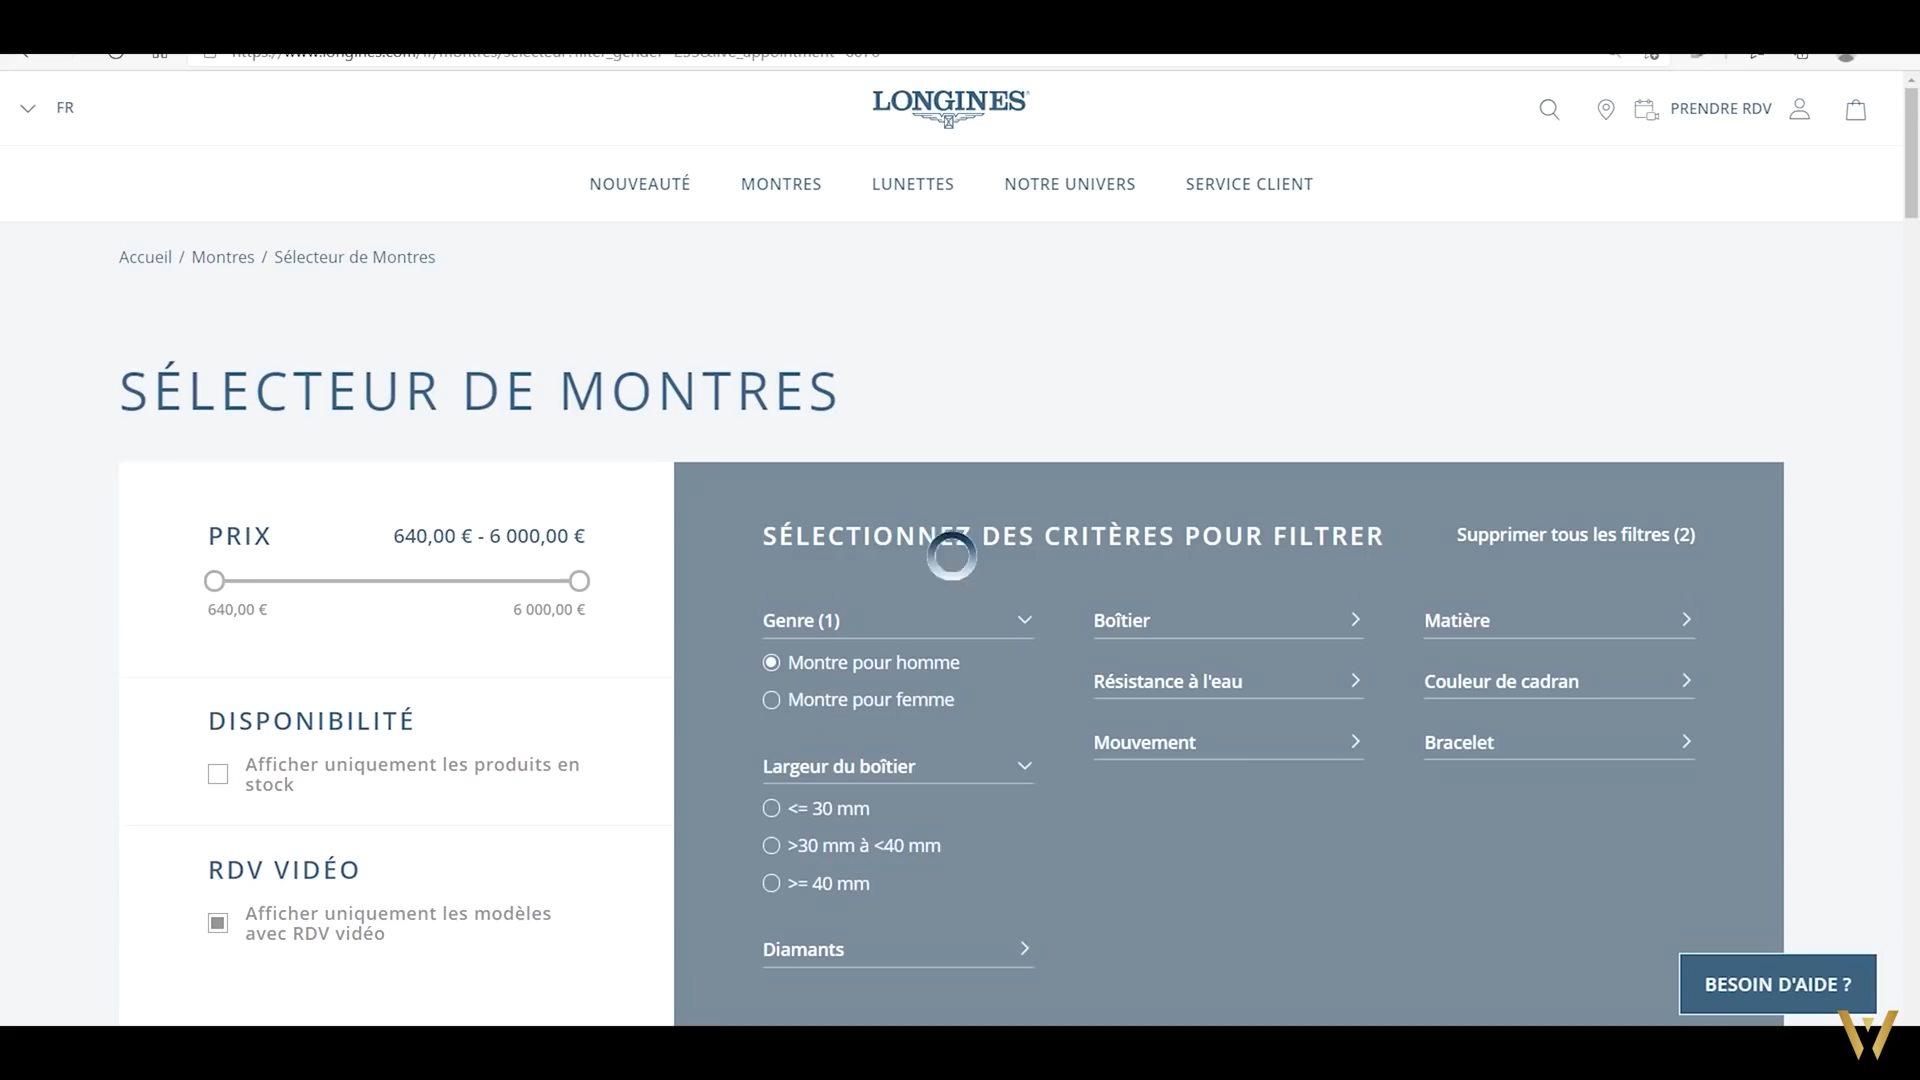 FR
LONGINES
PRENDRE RDV
NOUVEAUTÉ MONTRES LUNETTES NOTRE UNIVERS SERVICE CLIENT
Accueil / Montres / Sélecteur de Montres
SÉLECTEUR DE MONTRES
PRIX 640,00 € - 6 000,00 €
640,00 € 6 000,00 €
DISPONIBILITÉ
Afficher uniquement les produits en
stock
RDV VIDÉO
Afficher uniquement les modèles
avec RDV vidéo
SÉLECTIONNEZ DES CRITÈRES POUR FILTRER
Supprimer tous les filtres (2)
Genre (1)
Montre pour homme
Montre pour femme
Largeur du boîtier
<= 30 mm
>30 mm à <40 mm
>= 40 mm
Diamants
Boîtier
Résistance à l'eau
Mouvement
Matière
Couleur de cadran
Bracelet
BESOIN D'AIDE ?
W